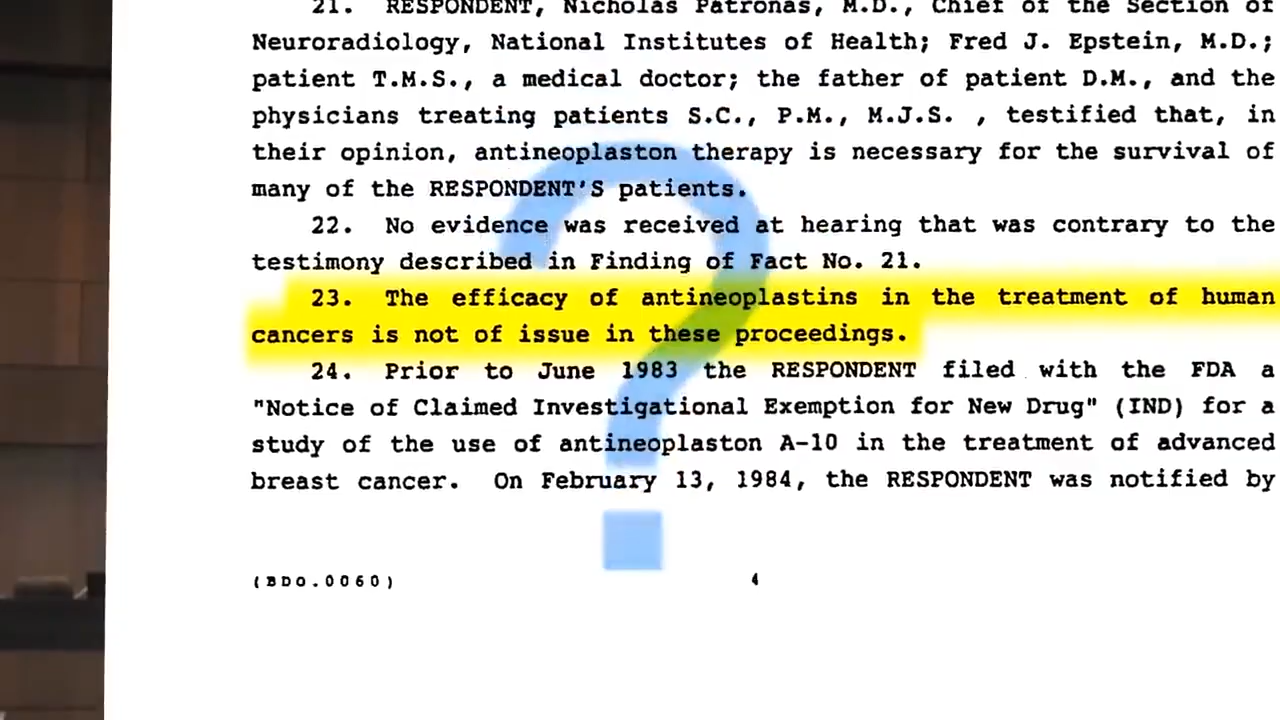 21. RESPONDENT, Nicholas Patronas, M.D., Chief of the Section of
Neuroradiology, National Institutes of Health; Fred J. Epstein, M.D.;
patient T.M.S., a medical doctor; the father of patient D.M., and the
physicians treating patients S.C., P.M., M.J.S. , testified that, in
their opinion, antineoplaston therapy is necessary for the survival of
many of the RESPONDENT'S patients.
22. No evidence was received at hearing that was contrary to the
testimony described in Finding of Fact No. 21.
23. The efficacy of antineoplastins in the treatment of human
cancers is not of issue in these proceedings.
24. Prior to June 1983 the RESPONDENT filed with the FDA a
"Notice of Claimed Investigational Exemption for New Drug" (IND) for a
study of the use of antineoplaston A-10 in the treatment of advanced
breast cancer. On February 13, 1984, the RESPONDENT was notified by
?
(BDO.0060) 4